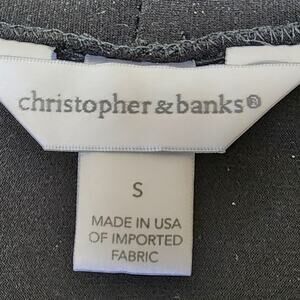 christopher & banks®
S
MADE IN USA
OF IMPORTED
FABRIC